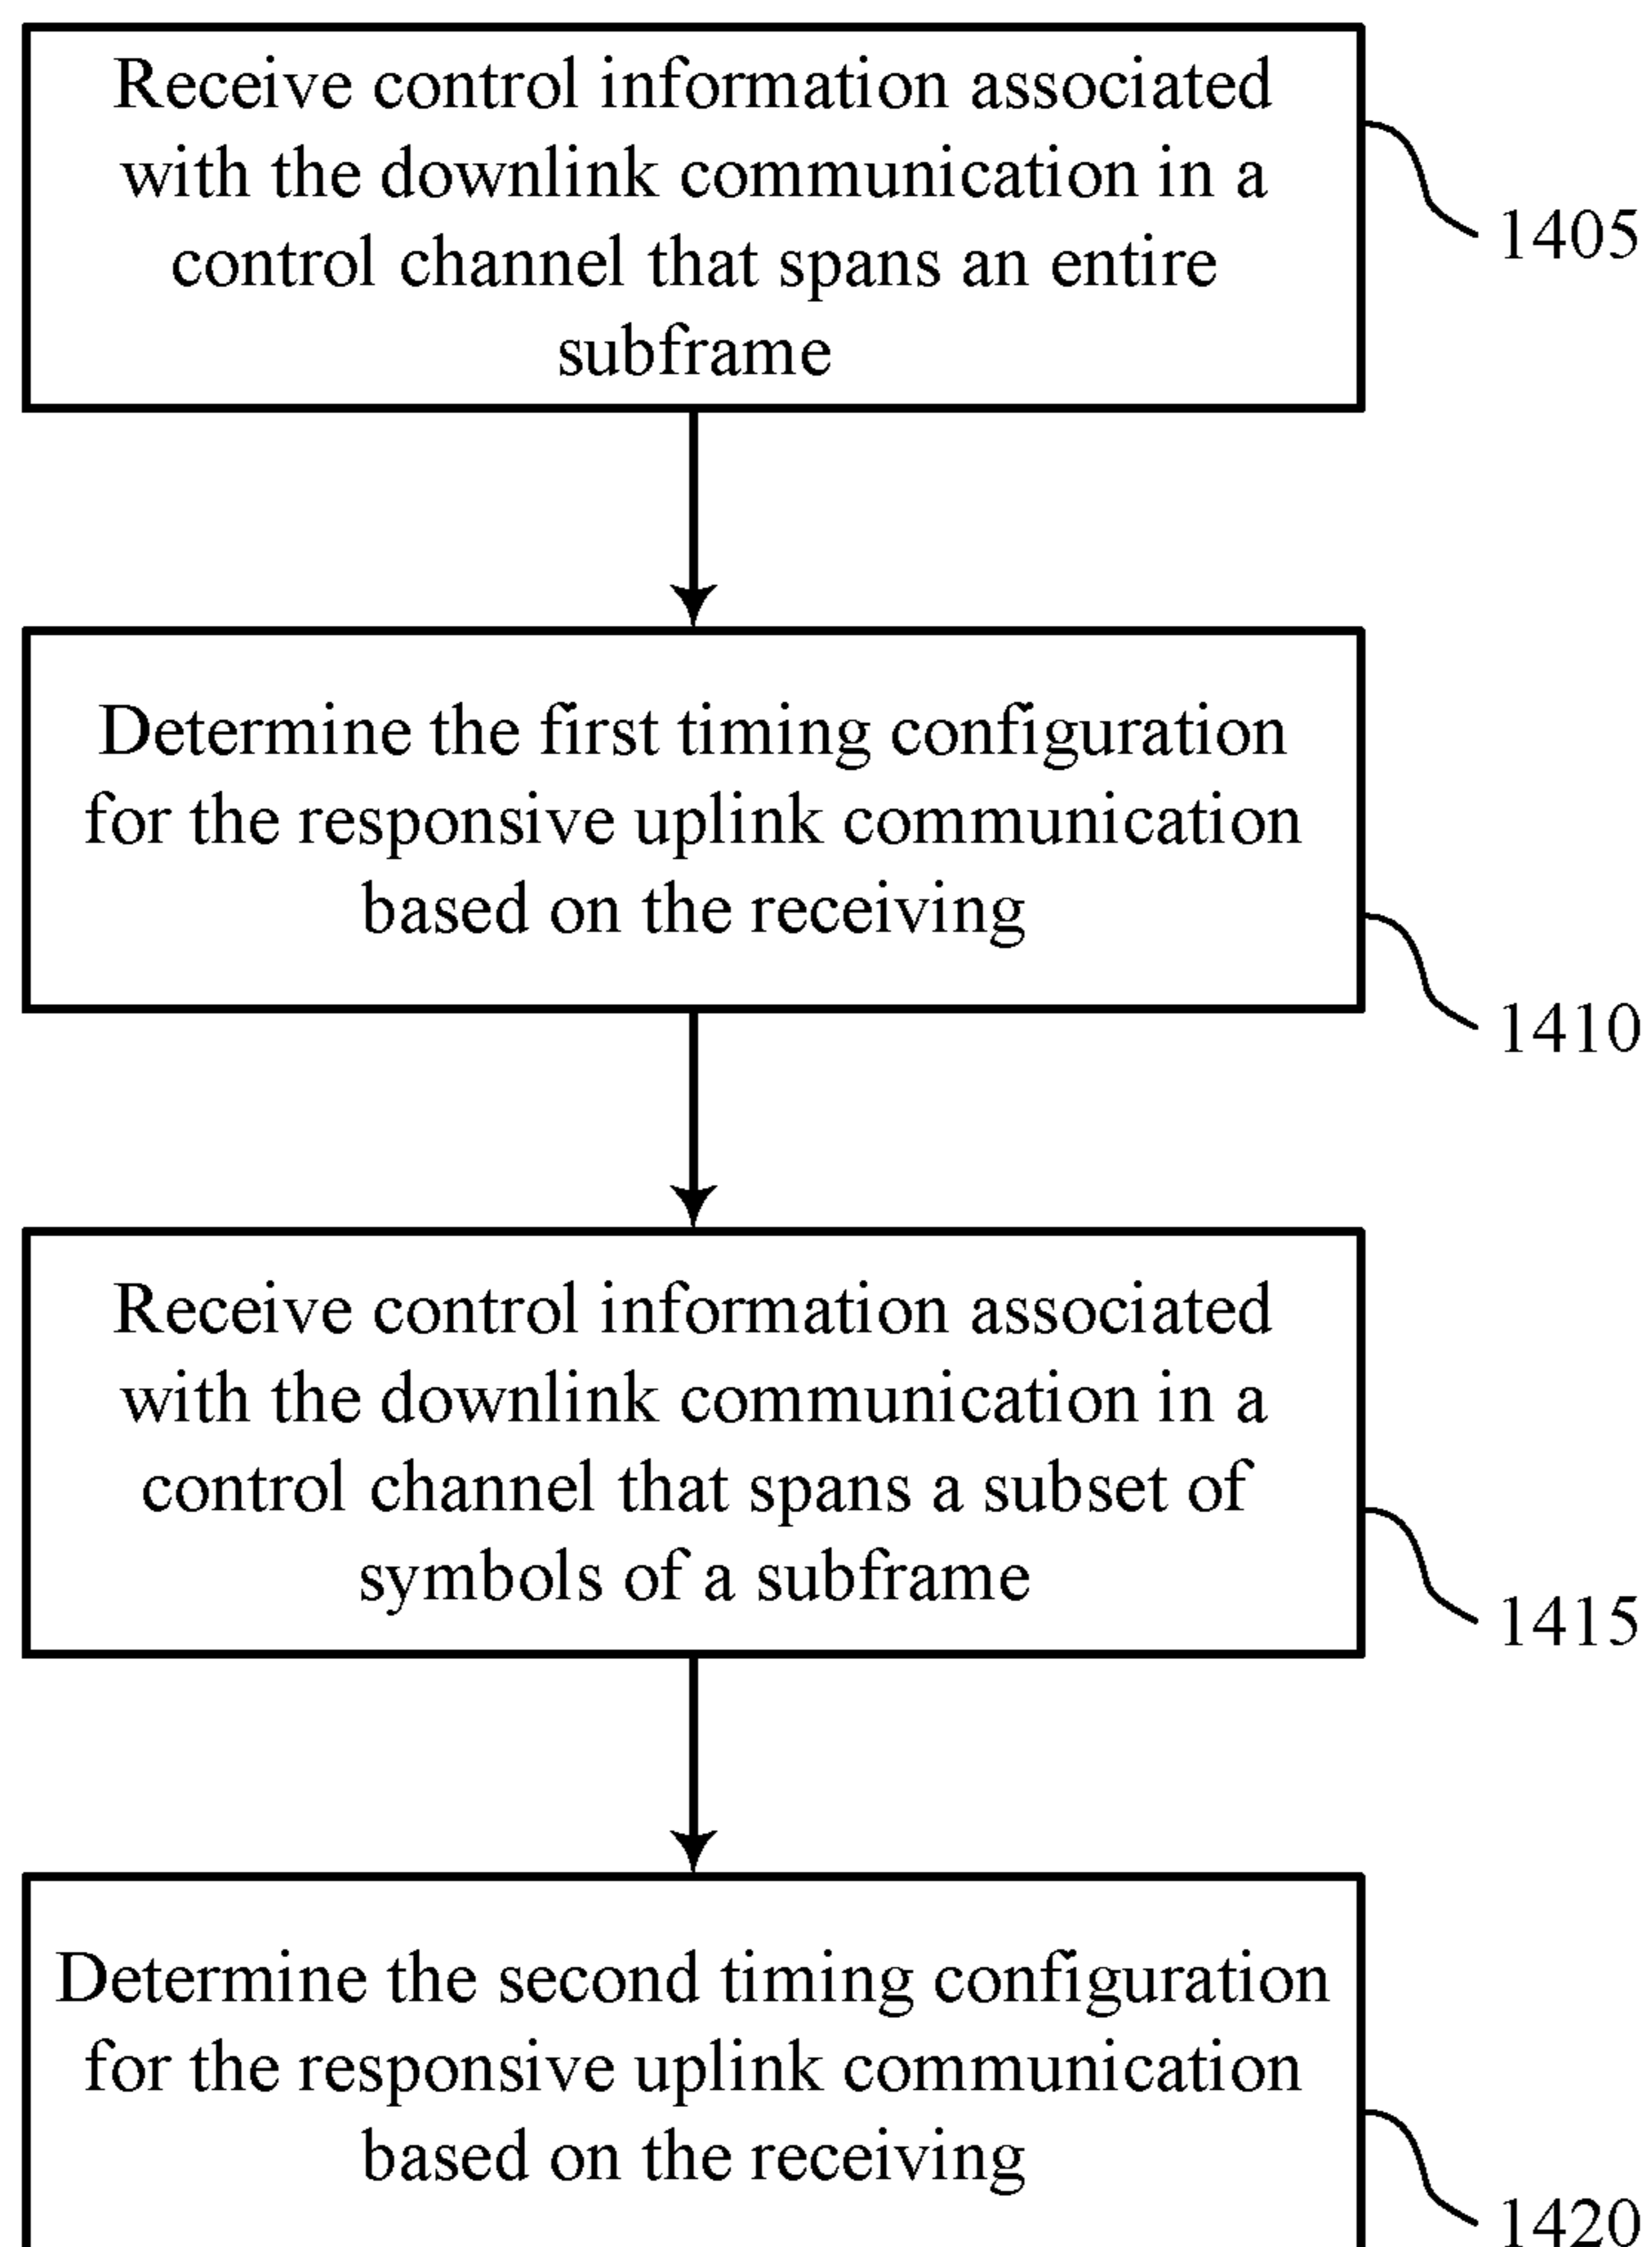 Receive control information associated
with the downlink communication in a
control channel that spans an entire
subframe
1405
Determine the first timing configuration
for the responsive uplink communication
based on the receiving
1410
Receive control information associated
with the downlink communication in a
control channel that spans a subset of
symbols of a subframe
1415
Determine the second timing configuration
for the responsive uplink communication
based on the receiving
1420